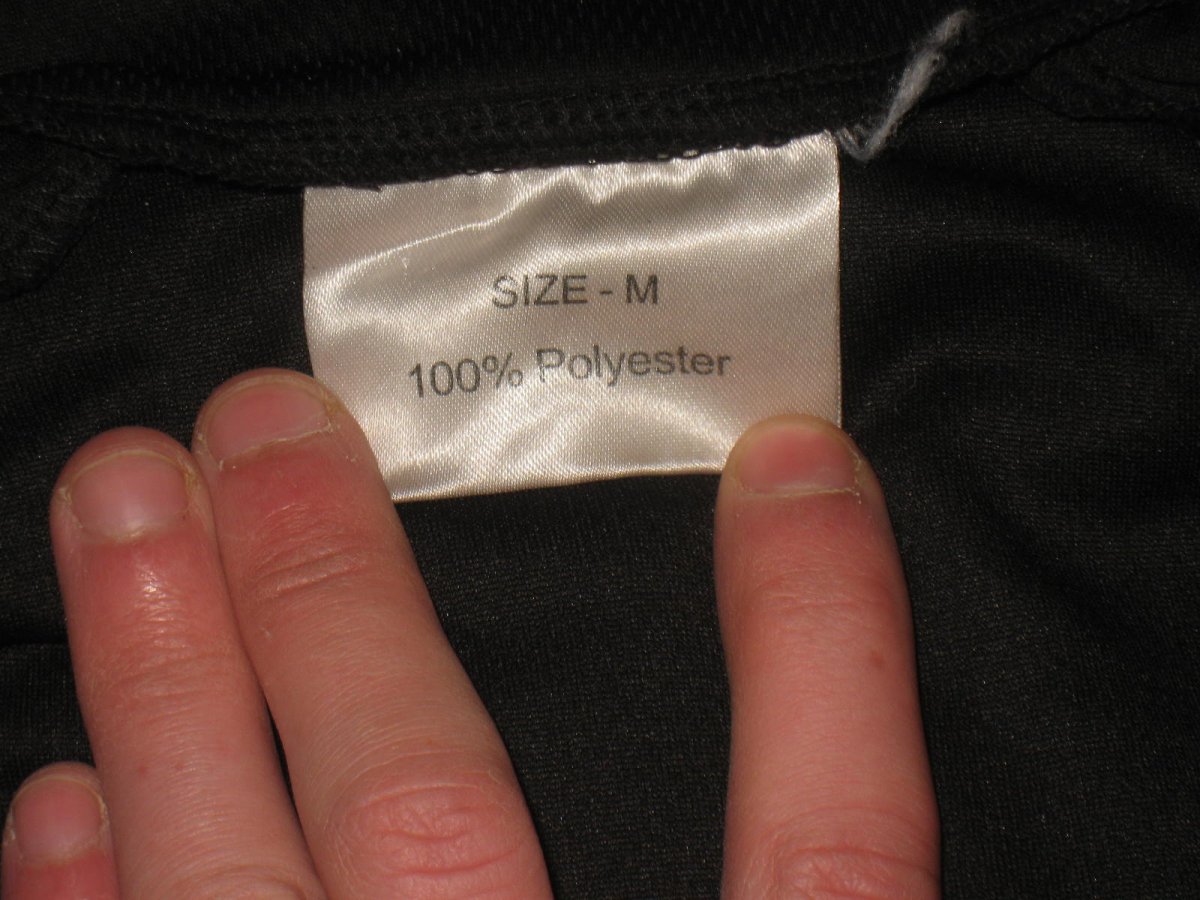 SIZE - M
100% Polyester